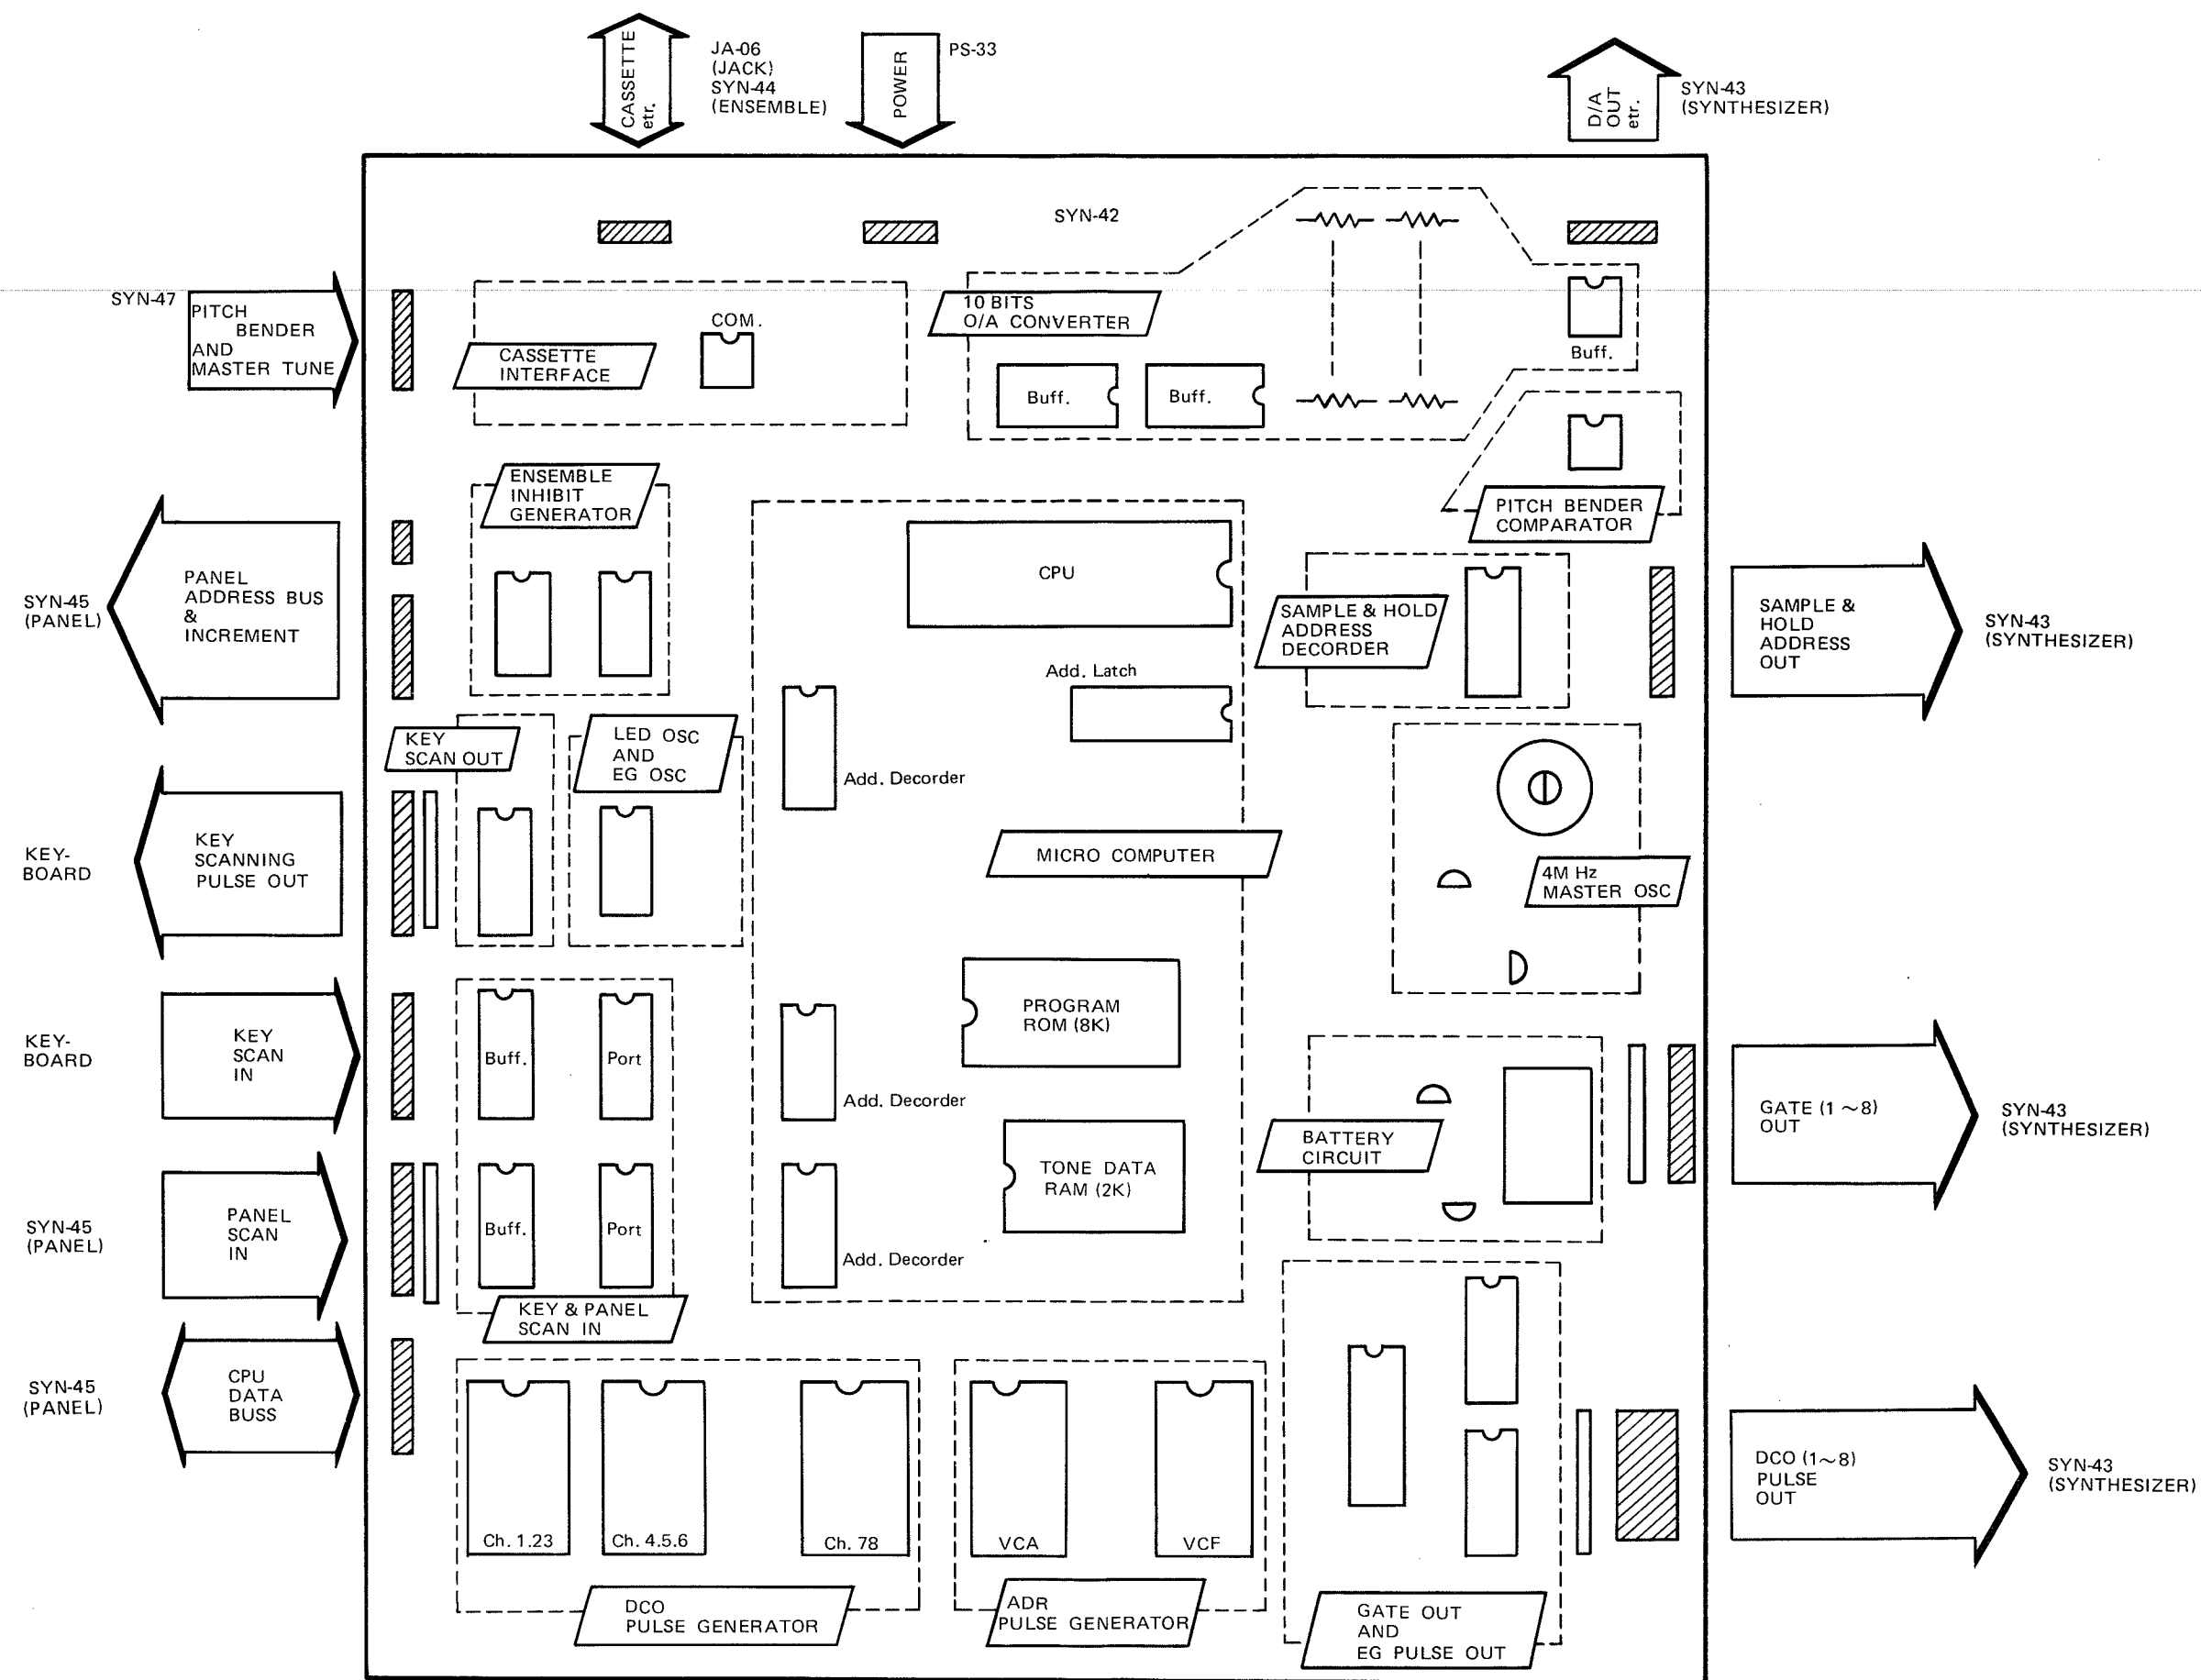 CASSETTE
etr.
JA-06
(JACK)
SYN-44
(ENSEMBLE)
POWER
PS-33
D/A
OUT
etr.
SYN-43
(SYNTHESIZER)
SYN-42
SYN-47
PITCH
BENDER
AND
MASTER TUNE
CASSETTE
INTERFACE
COM.
10 BITS
O/A CONVERTER
Buff.
Buff.
Buff.
PITCH BENDER
COMPARATOR
ENSEMBLE
INHIBIT
GENERATOR
SYN-45
(PANEL)
PANEL
ADDRESS BUS
&
INCREMENT
CPU
Add. Latch
SAMPLE & HOLD
ADDRESS
DECORDER
SAMPLE &
HOLD
ADDRESS
OUT
SYN-43
(SYNTHESIZER)
KEY
SCAN OUT
LED OSC
AND
EG OSC
Add. Decorder
KEY-
BOARD
KEY
SCANNING
PULSE OUT
MICRO COMPUTER
4M Hz
MASTER OSC
KEY-
BOARD
KEY
SCAN
IN
Buff.
Port
Add. Decorder
PROGRAM
ROM (8K)
BATTERY
CIRCUIT
GATE (1 ~8)
OUT
SYN-43
(SYNTHESIZER)
SYN-45
(PANEL)
PANEL
SCAN
IN
Buff.
Port
Add. Decorder
TONE DATA
RAM (2K)
KEY & PANEL
SCAN IN
SYN-45
(PANEL)
CPU
DATA
BUSS
Ch. 1.23
Ch. 4.5.6
Ch. 78
VCA
VCF
DCO (1~8)
PULSE
OUT
SYN-43
(SYNTHESIZER)
DCO
PULSE GENERATOR
ADR
PULSE GENERATOR
GATE OUT
AND
EG PULSE OUT